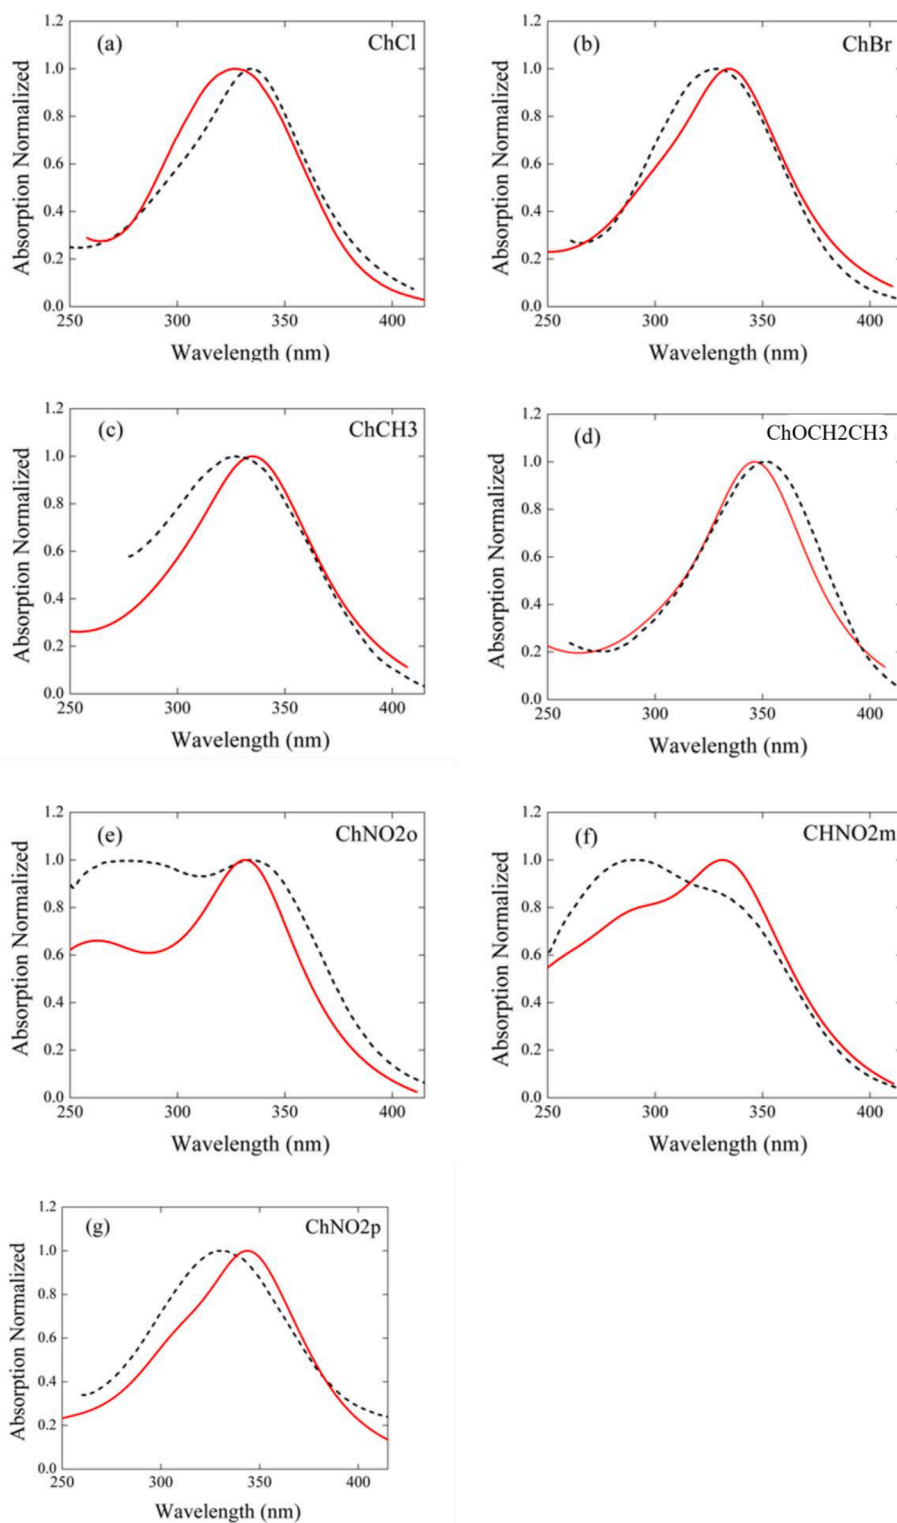 (a) ChCl
1.2
1.0
0.8
0.6
0.4
0.2
0.0
250 300 350 400
Absorption Normalized
Wavelength (nm)
(b) ChBr
1.2
1.0
0.8
0.6
0.4
0.2
0.0
250 300 350 400
Absorption Normalized
Wavelength (nm)
(c) ChCH3
1.2
1.0
0.8
0.6
0.4
0.2
0.0
250 300 350 400
Absorption Normalized
Wavelength (nm)
(d) ChOCH2CH3
1.2
1.0
0.8
0.6
0.4
0.2
0.0
250 300 350 400
Absorption Normalized
Wavelength (nm)
(e) ChNO2o
1.2
1.0
0.8
0.6
0.4
0.2
0.0
250 300 350 400
Absorption Normalized
Wavelength (nm)
(f) CHNO2m
1.2
1.0
0.8
0.6
0.4
0.2
0.0
250 300 350 400
Absorption Normalized
Wavelength (nm)
(g) ChNO2p
1.2
1.0
0.8
0.6
0.4
0.2
0.0
250 300 350 400
Absorption Normalized
Wavelength (nm)